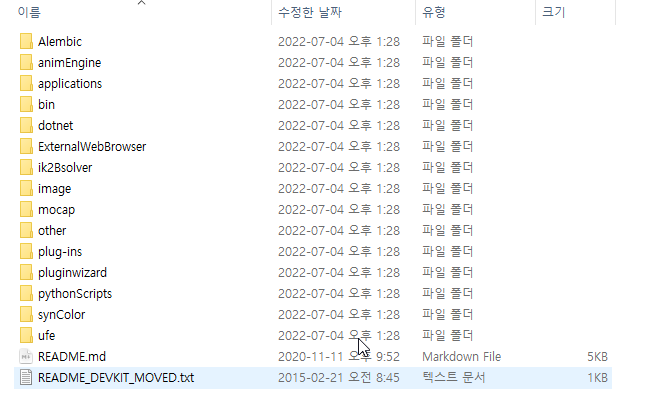 이름 수정한 날짜 유형 크기
Alembic 2022-07-04 오후 1:28 파일 폴더
animEngine 2022-07-04 오후 1:28 파일 폴더
applications 2022-07-04 오후 1:28 파일 폴더
bin 2022-07-04 오후 1:28 파일 폴더
dotnet 2022-07-04 오후 1:28 파일 폴더
ExternalWebBrowser 2022-07-04 오후 1:28 파일 폴더
ik2Bsolver 2022-07-04 오후 1:28 파일 폴더
image 2022-07-04 오후 1:28 파일 폴더
mocap 2022-07-04 오후 1:28 파일 폴더
other 2022-07-04 오후 1:28 파일 폴더
plug-ins 2022-07-04 오후 1:28 파일 폴더
pluginwizard 2022-07-04 오후 1:28 파일 폴더
pythonScripts 2022-07-04 오후 1:28 파일 폴더
synColor 2022-07-04 오후 1:28 파일 폴더
ufe 2022-07-04 오후 1:28 파일 폴더
README.md 2020-11-11 오후 9:52 Markdown File 5KB
README_DEVKIT_MOVED.txt 2015-02-21 오전 8:45 텍스트 문서 1KB